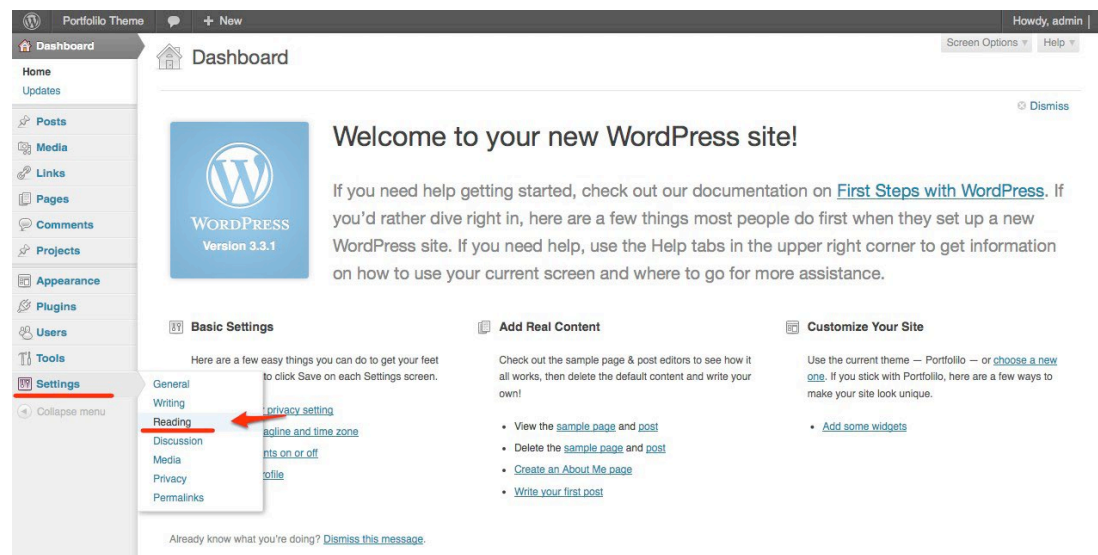 Portfolilo Theme + New Howdy, admin
Dashboard
Screen Options Help
Home
Updates
Posts
Media
Links
Pages
Comments
Projects
Appearance
Plugins
Users
Tools
Settings
Collapse menu
General
Writing
Reading
Discussion
Media
Privacy
Permalinks
Dashboard
Dismiss
WORDPRESS
Version 3.3.1
Welcome to your new WordPress site!
If you need help getting started, check out our documentation on First Steps with WordPress. If
you'd rather dive right in, here are a few things most people do first when they set up a new
WordPress site. If you need help, use the Help tabs in the upper right corner to get information
on how to use your current screen and where to go for more assistance.
Basic Settings
Here are a few easy things you can do to get your feet
to click Save on each Settings screen.
privacy setting
agline and time zone
nts on or off
ofile
Add Real Content
Check out the sample page & post editors to see how it
all works, then delete the default content and write your
own!
• View the sample page and post
• Delete the sample page and post
• Create an About Me page
• Write your first post
Customize Your Site
Use the current theme — Portfolilo — or choose a new
one. If you stick with Portfolilo, here are a few ways to
make your site look unique.
• Add some widgets
Already know what you're doing? Dismiss this message.